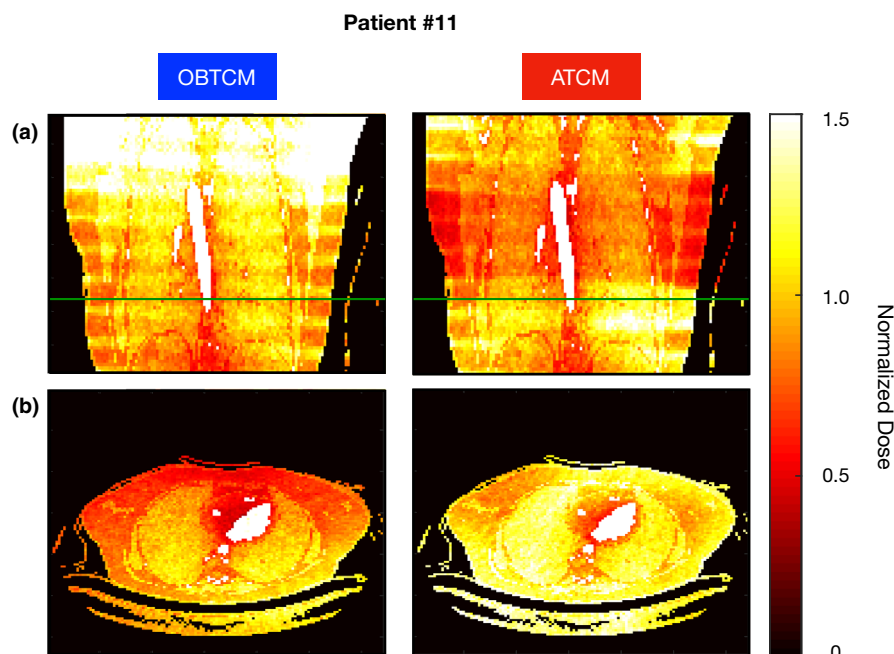 Patient #11
OBTCM
ATCM
(a)
(b)
1.5
1.0
0.5
0
Normalized Dose